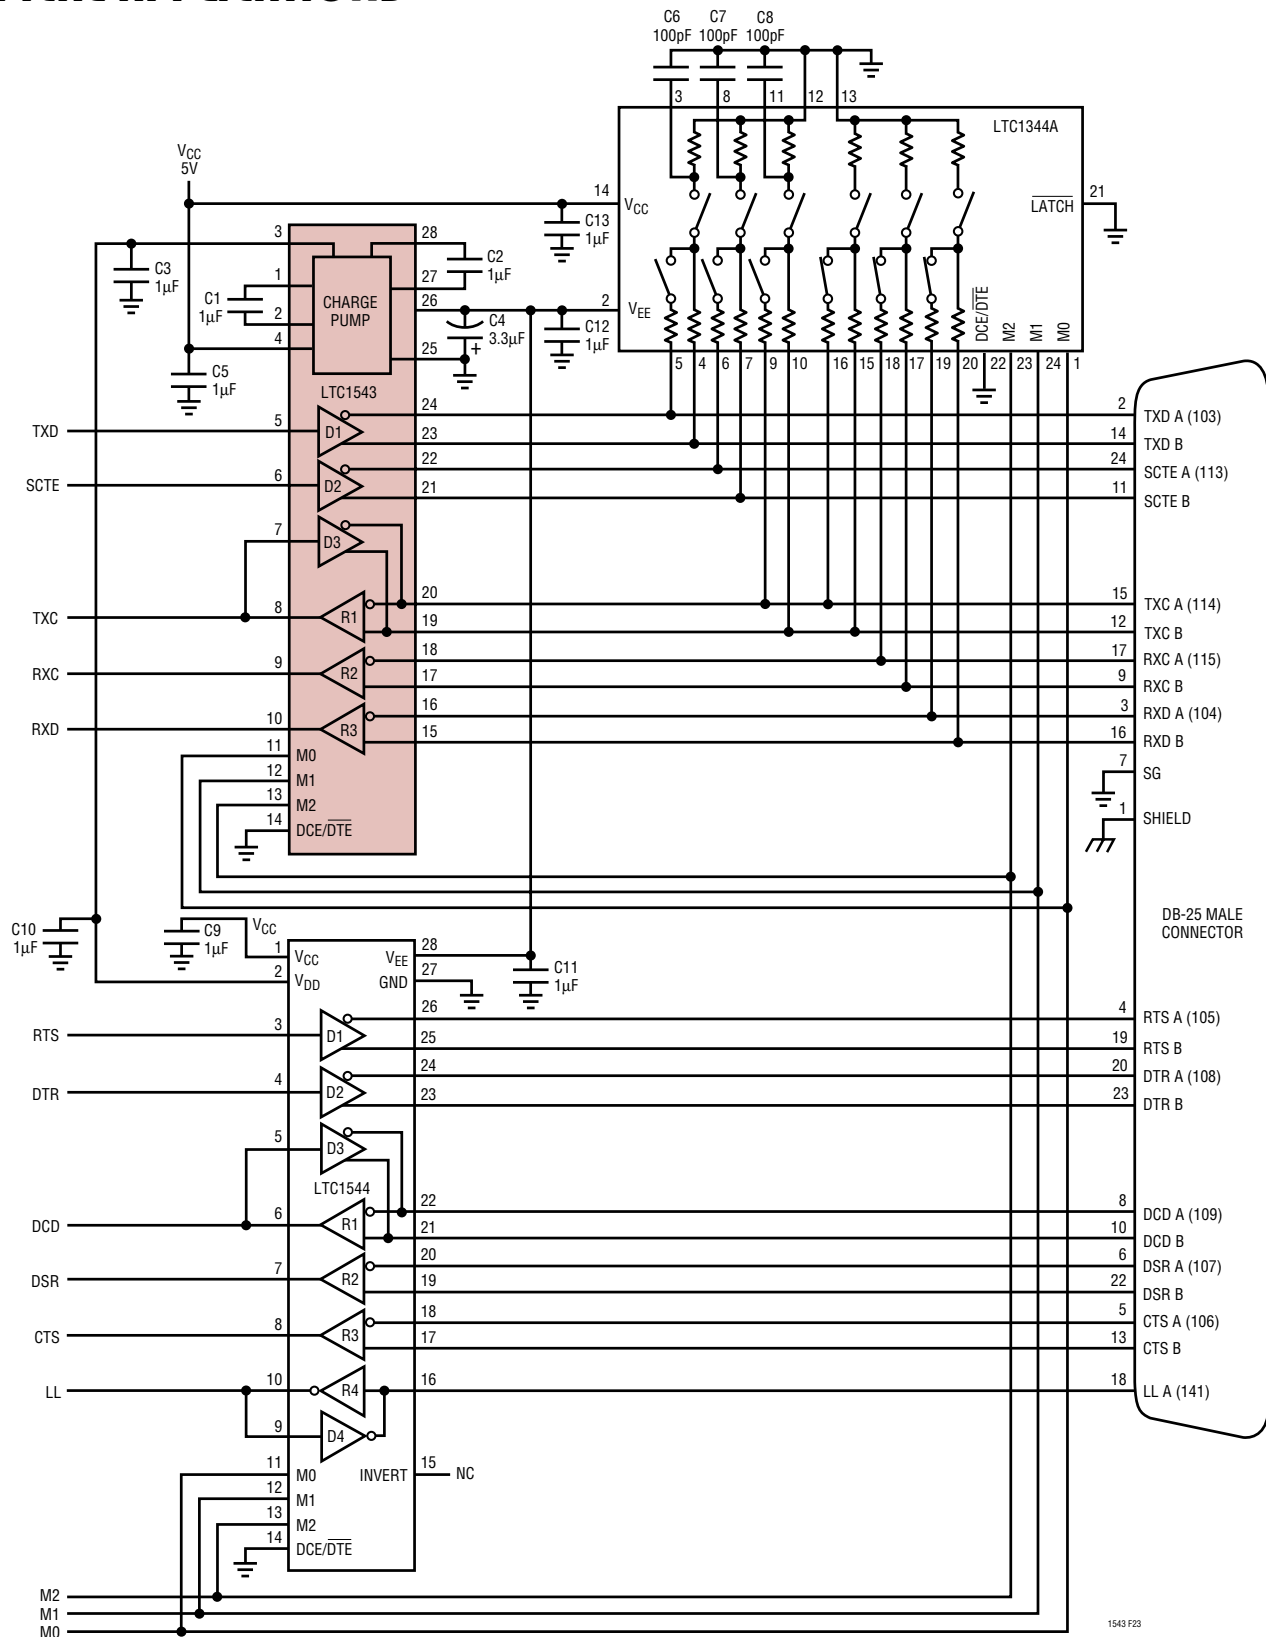 C6 C7 C8
100pF 100pF 100pF
3 8 11 12 13
LTC1344A
VCC
5V
14
VCC
C13
1µF
LATCH
21
3
28
C3
1µF
C2
1µF
1
27
C1
1µF
CHARGE
PUMP
26
2
VEE
2
C4
3.3µF
+
C12
1µF
4
25
DCE/DTE
M2
M1
M0
C5
1µF
LTC1543
5 4 6 7 9 10 16 15 18 17 19 20 22 23 24 1
TXD 5 D1 24 2 TXD A (103)
23 14 TXD B
SCTE 6 D2 22 24 SCTE A (113)
21 11 SCTE B
7 D3
TXC 8 R1 20 15 TXC A (114)
19 12 TXC B
RXC 9 R2 18 17 RXC A (115)
17 9 RXC B
RXD 10 R3 16 3 RXD A (104)
15 16 RXD B
11 M0
12 M1
13 M2
14 DCE/DTE
7 SG
1 SHIELD
DB-25 MALE
CONNECTOR
C10
1µF
C9
1µF
VCC
1 VCC VEE 28
2 VDD GND 27
C11
1µF
RTS 3 D1 26 4 RTS A (105)
25 19 RTS B
DTR 4 D2 24 20 DTR A (108)
23 23 DTR B
5 D3
LTC1544
DCD 6 R1 22 8 DCD A (109)
21 10 DCD B
DSR 7 R2 20 6 DSR A (107)
19 22 DSR B
CTS 8 R3 18 5 CTS A (106)
17 13 CTS B
LL 10 R4 16 18 LL A (141)
9 D4
11 M0 INVERT 15 NC
12 M1
13 M2
14 DCE/DTE
M2
M1
M0
1543 F23